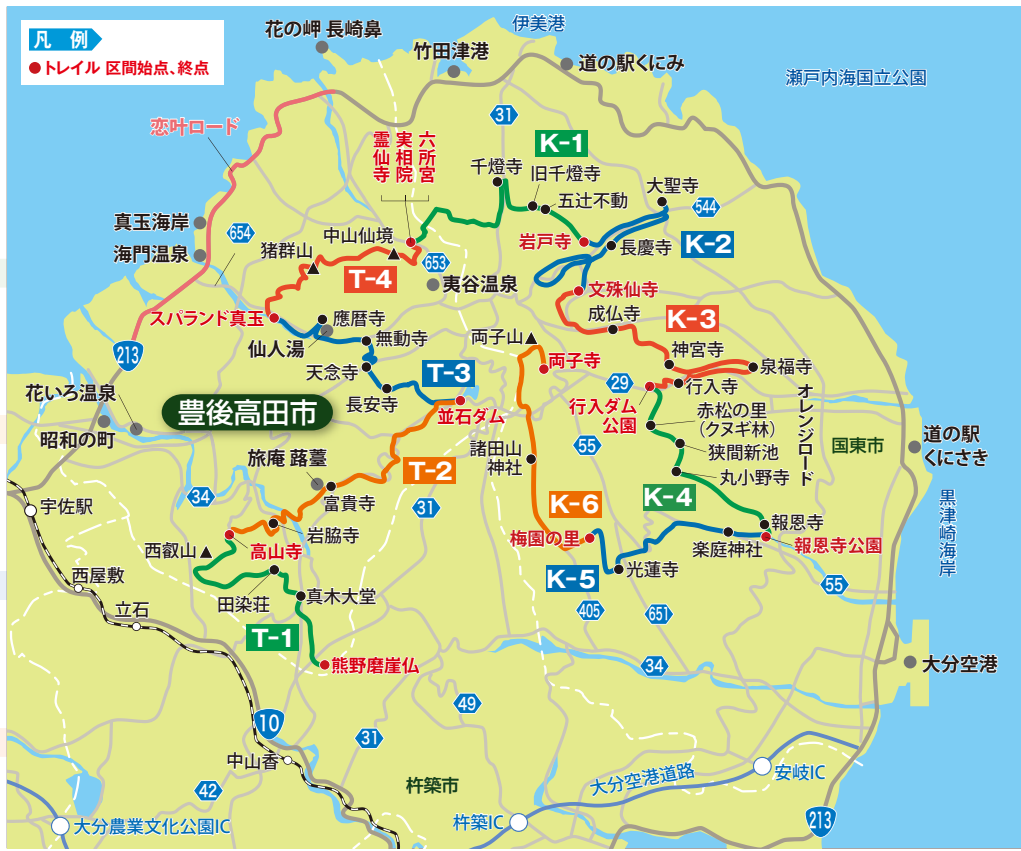 凡 例
トレイル 区間始点、終点
花の岬 長崎鼻
伊美港
竹田津港
道の駅くにみ
瀬戸内海国立公園
恋叶ロード
31
K-1
六所宮
実相院
霊仙寺
千燈寺
旧千燈寺
五辻不動
大聖寺
544
真玉海岸
654
海門温泉
中山仙境
猪群山
653
岩戸寺
長慶寺
K-2
T-4
夷谷温泉
文殊仙寺
スパランド真玉
應暦寺
成仏寺
K-3
仙人湯
無動寺
両子山
神宮寺
213
両子寺
泉福寺
天念寺
T-3
29
行入寺
花いろ温泉
長安寺
並石ダム
行入ダム
公園
オレンジロード
豊後高田市
赤松の里
(クヌギ林)
昭和の町
55
狭間新池
国東市
道の駅
くにさき
旅庵 蕗薹
諸田山
神社
T-2
丸小野寺
34
富貴寺
31
K-6
K-4
黒津崎海岸
宇佐駅
岩脇寺
報恩寺
西叡山
高山寺
梅園の里
楽庭神社
報恩寺公園
西屋敷
田染荘
K-5
光蓮寺
55
立石
真木大堂
405
651
T-1
熊野磨崖仏
34
大分空港
49
10
31
中山香
42
杵築市
大分空港道路
安岐IC
大分農業文化公園IC
杵築IC
213